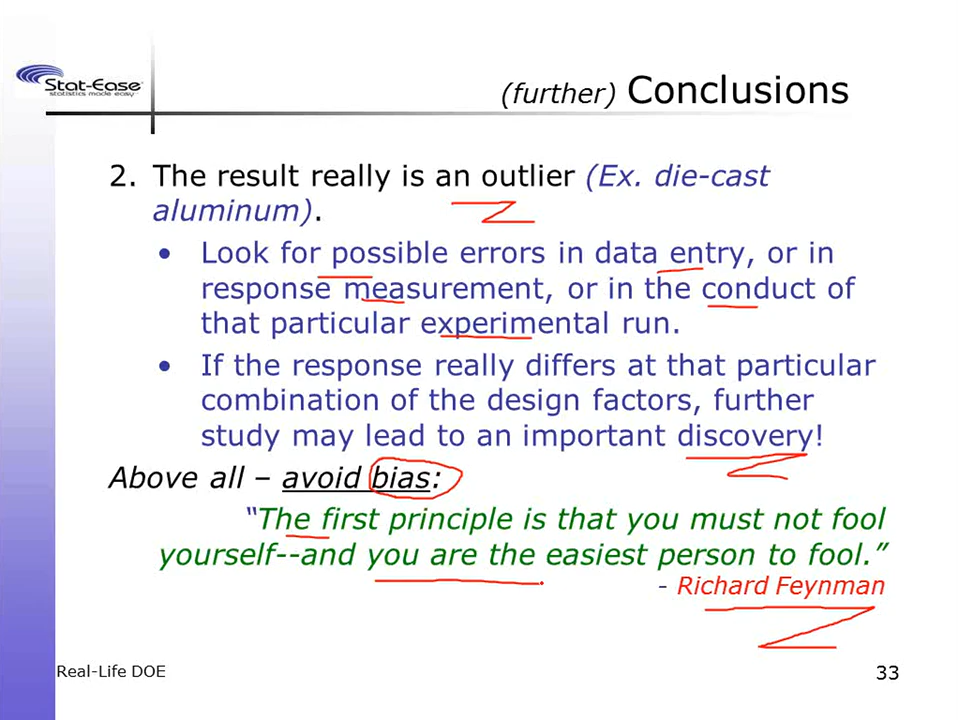 Stat-Ease
statistics made easy
(further) Conclusions
2. The result really is an outlier (Ex. die-cast
aluminum).
• Look for possible errors in data entry, or in
response measurement, or in the conduct of
that particular experimental run.
• If the response really differs at that particular
combination of the design factors, further
study may lead to an important discovery!
Above all – avoid bias:
“The first principle is that you must not fool
yourself--and you are the easiest person to fool.”
- Richard Feynman
Real-Life DOE
33